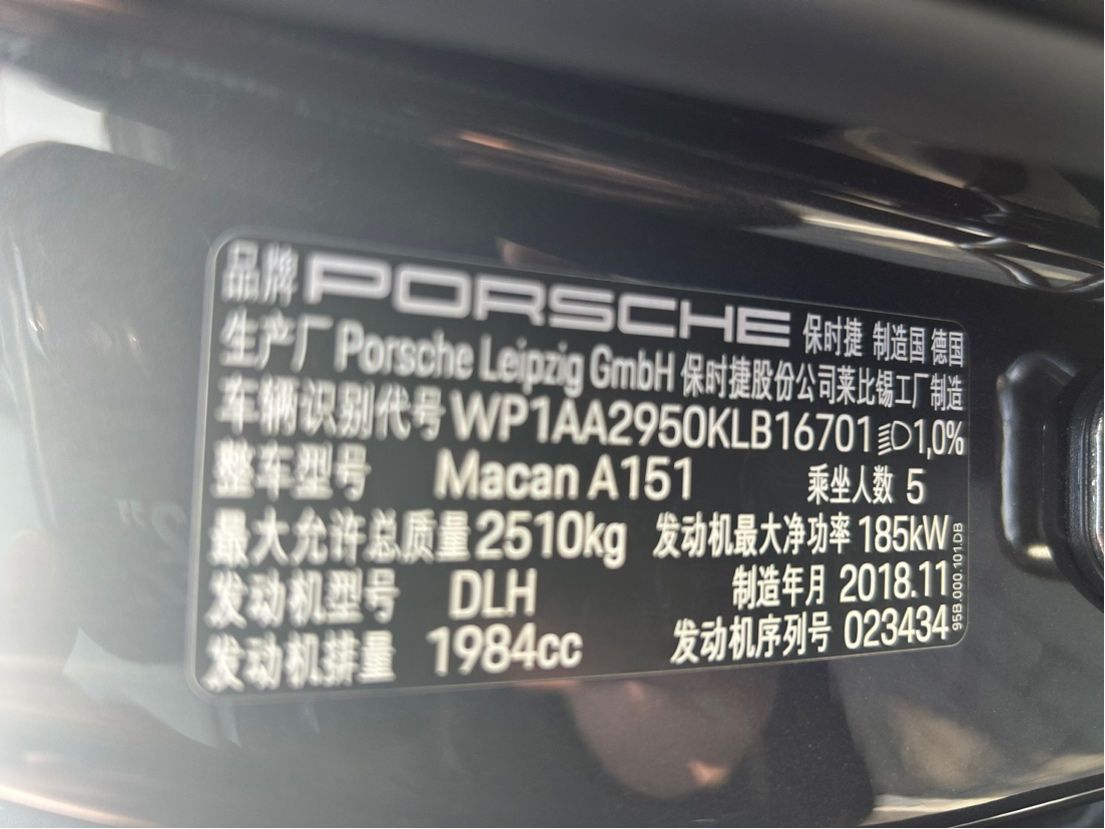 品牌 PORSCHE 保时捷 制造国 德国
生产厂 Porsche Leipzig GmbH 保时捷股份公司莱比锡工厂制造
车辆识别代号 WP1AA2950KLB16701 1,0%
整车型号 Macan A151 乘坐人数 5
最大允许总质量 2510kg 发动机最大净功率 185kW
发动机型号 DLH 制造年月 2018.11
发动机排量 1984cc 发动机序列号 023434
95B.000.101.DB